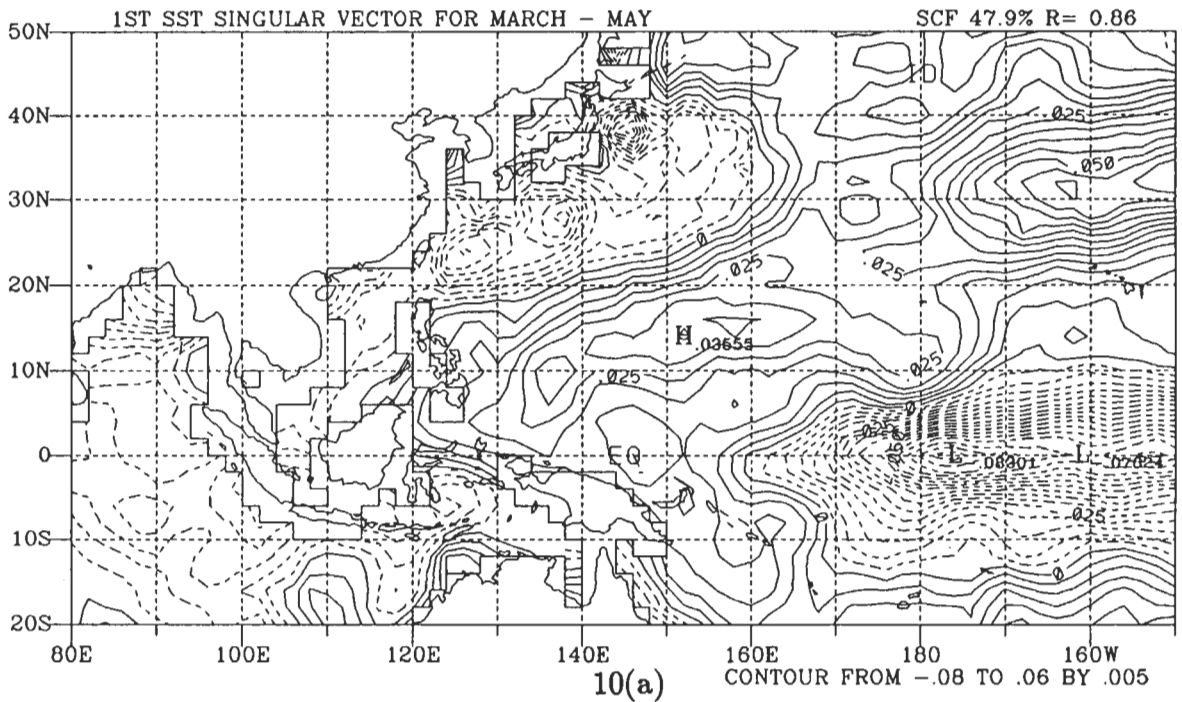 1ST SST SINGULAR VECTOR FOR MARCH - MAY
SCF 47.9% R= 0.86
50N
40N
.025
.050
30N
0
.025
.025
20N
H .03655
10N
.025
.025
0
0
EQ
L
L
.025
10S
0
20S
80E 100E 120E 140E 160E 180 160W
10(a)
CONTOUR FROM -.08 TO .06 BY .005